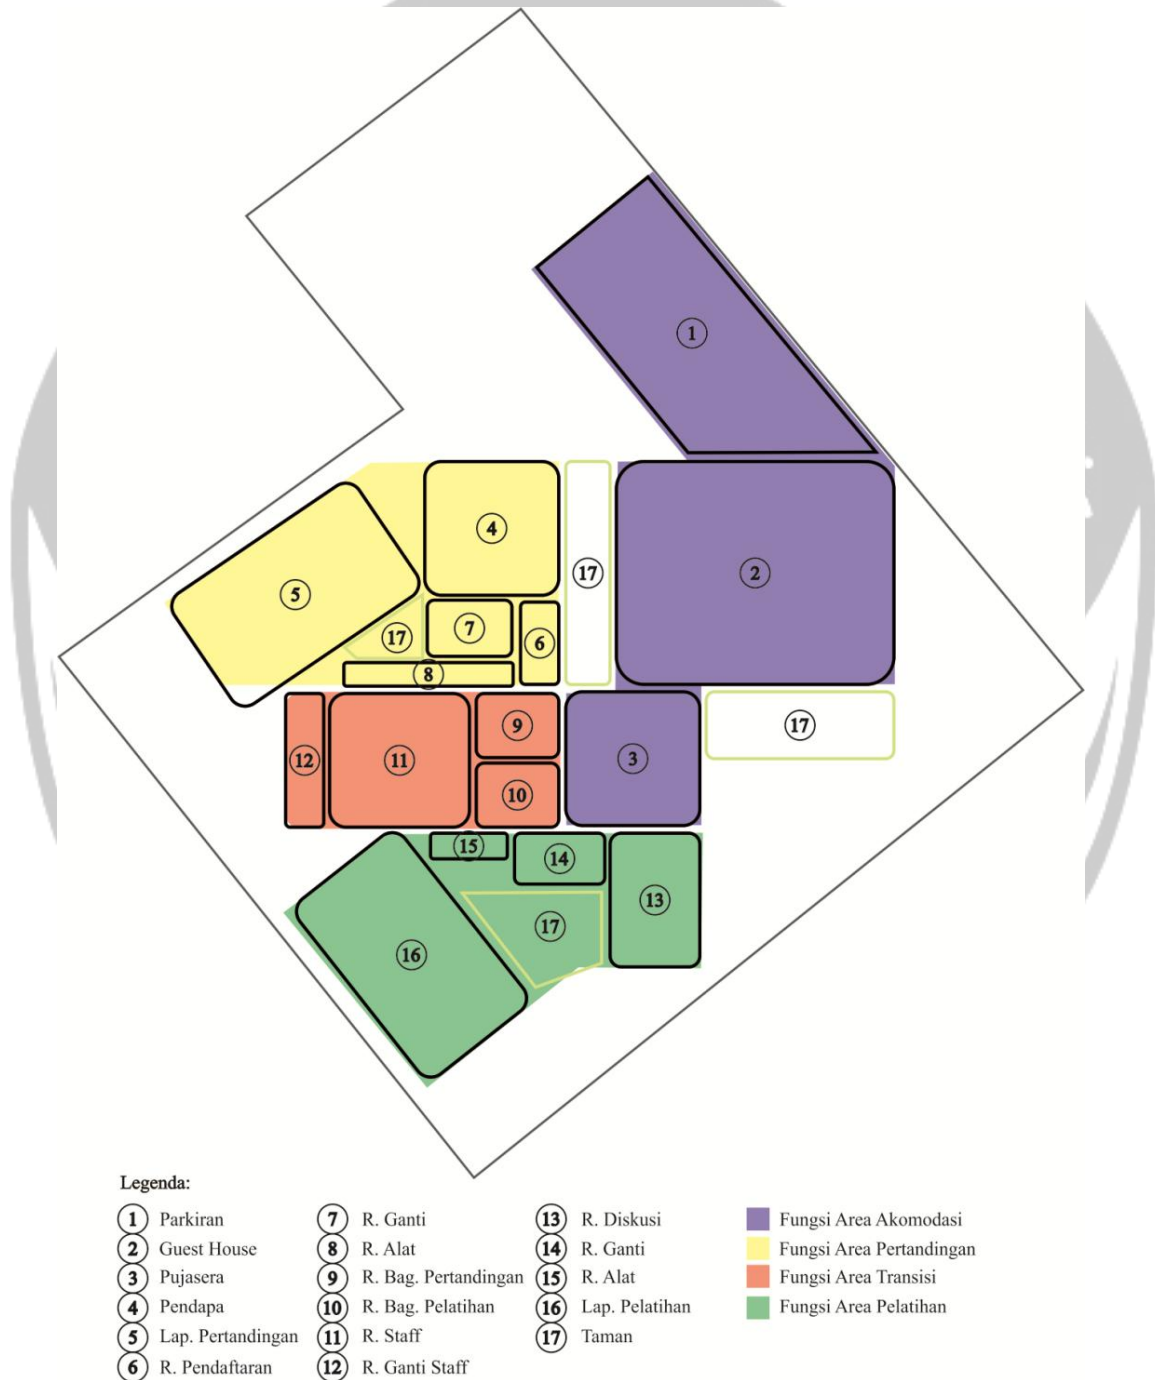 1
4
2
17
5
7
6
17
8
9
17
12
11
3
10
15
14
13
17
16
Legenda:
1 Parkiran
2 Guest House
3 Pujasera
4 Pendapa
5 Lap. Pertandingan
6 R. Pendaftaran
7 R. Ganti
8 R. Alat
9 R. Bag. Pertandingan
10 R. Bag. Pelatihan
11 R. Staff
12 R. Ganti Staff
13 R. Diskusi
14 R. Ganti
15 R. Alat
16 Lap. Pelatihan
17 Taman
Fungsi Area Akomodasi
Fungsi Area Pertandingan
Fungsi Area Transisi
Fungsi Area Pelatihan